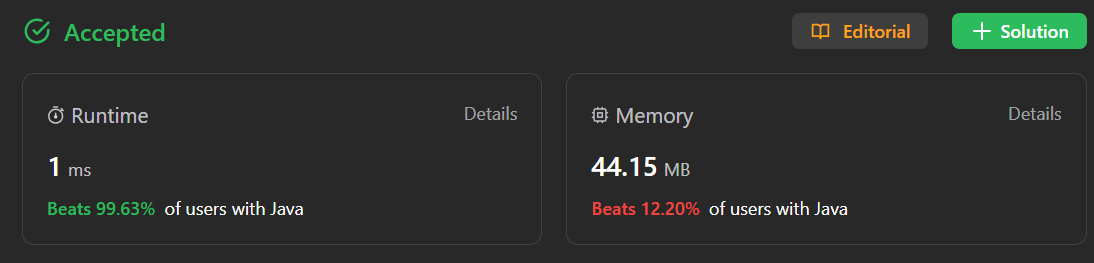 Accepted
Editorial
Solution
Runtime
Details
1 ms
Beats 99.63% of users with Java
Memory
Details
44.15 MB
Beats 12.20% of users with Java